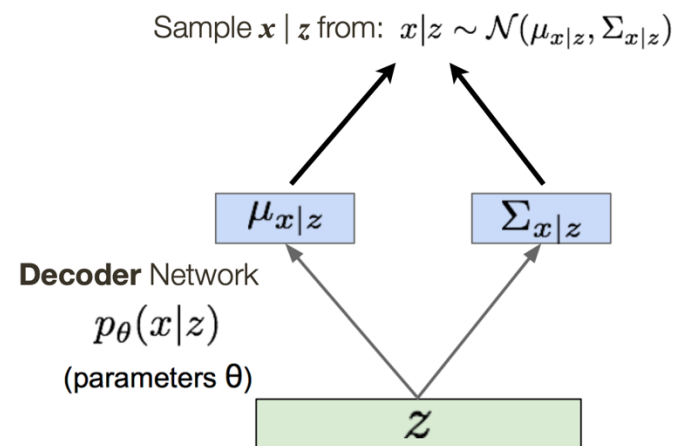 Sample x | z from: x|z ∼ 𝒩(μ_{x|z}, Σ_{x|z})
μ_{x|z}
Σ_{x|z}
Decoder Network
p_θ(x|z)
(parameters θ)
z